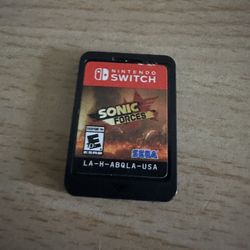 NINTENDO
SWITCH
SONIC
FORCES
E
SEGA
LA-H-ABQLA-USA